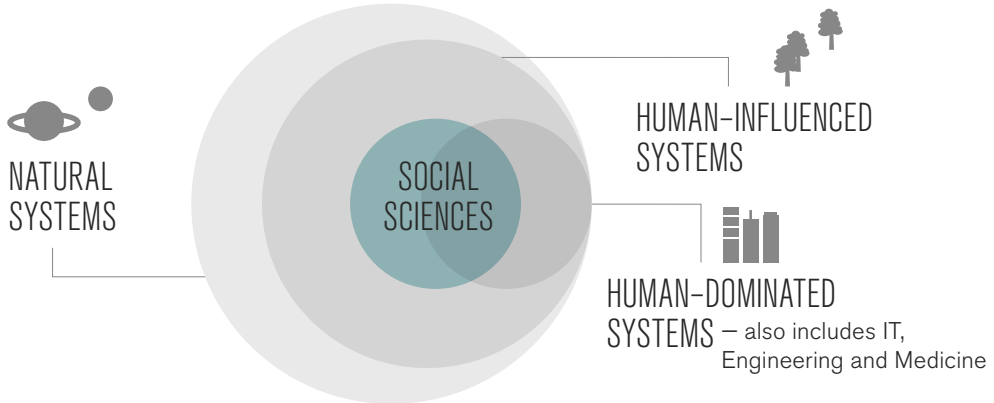 NATURAL
SYSTEMS
SOCIAL
SCIENCES
HUMAN–INFLUENCED
SYSTEMS
HUMAN–DOMINATED
SYSTEMS – also includes IT,
Engineering and Medicine